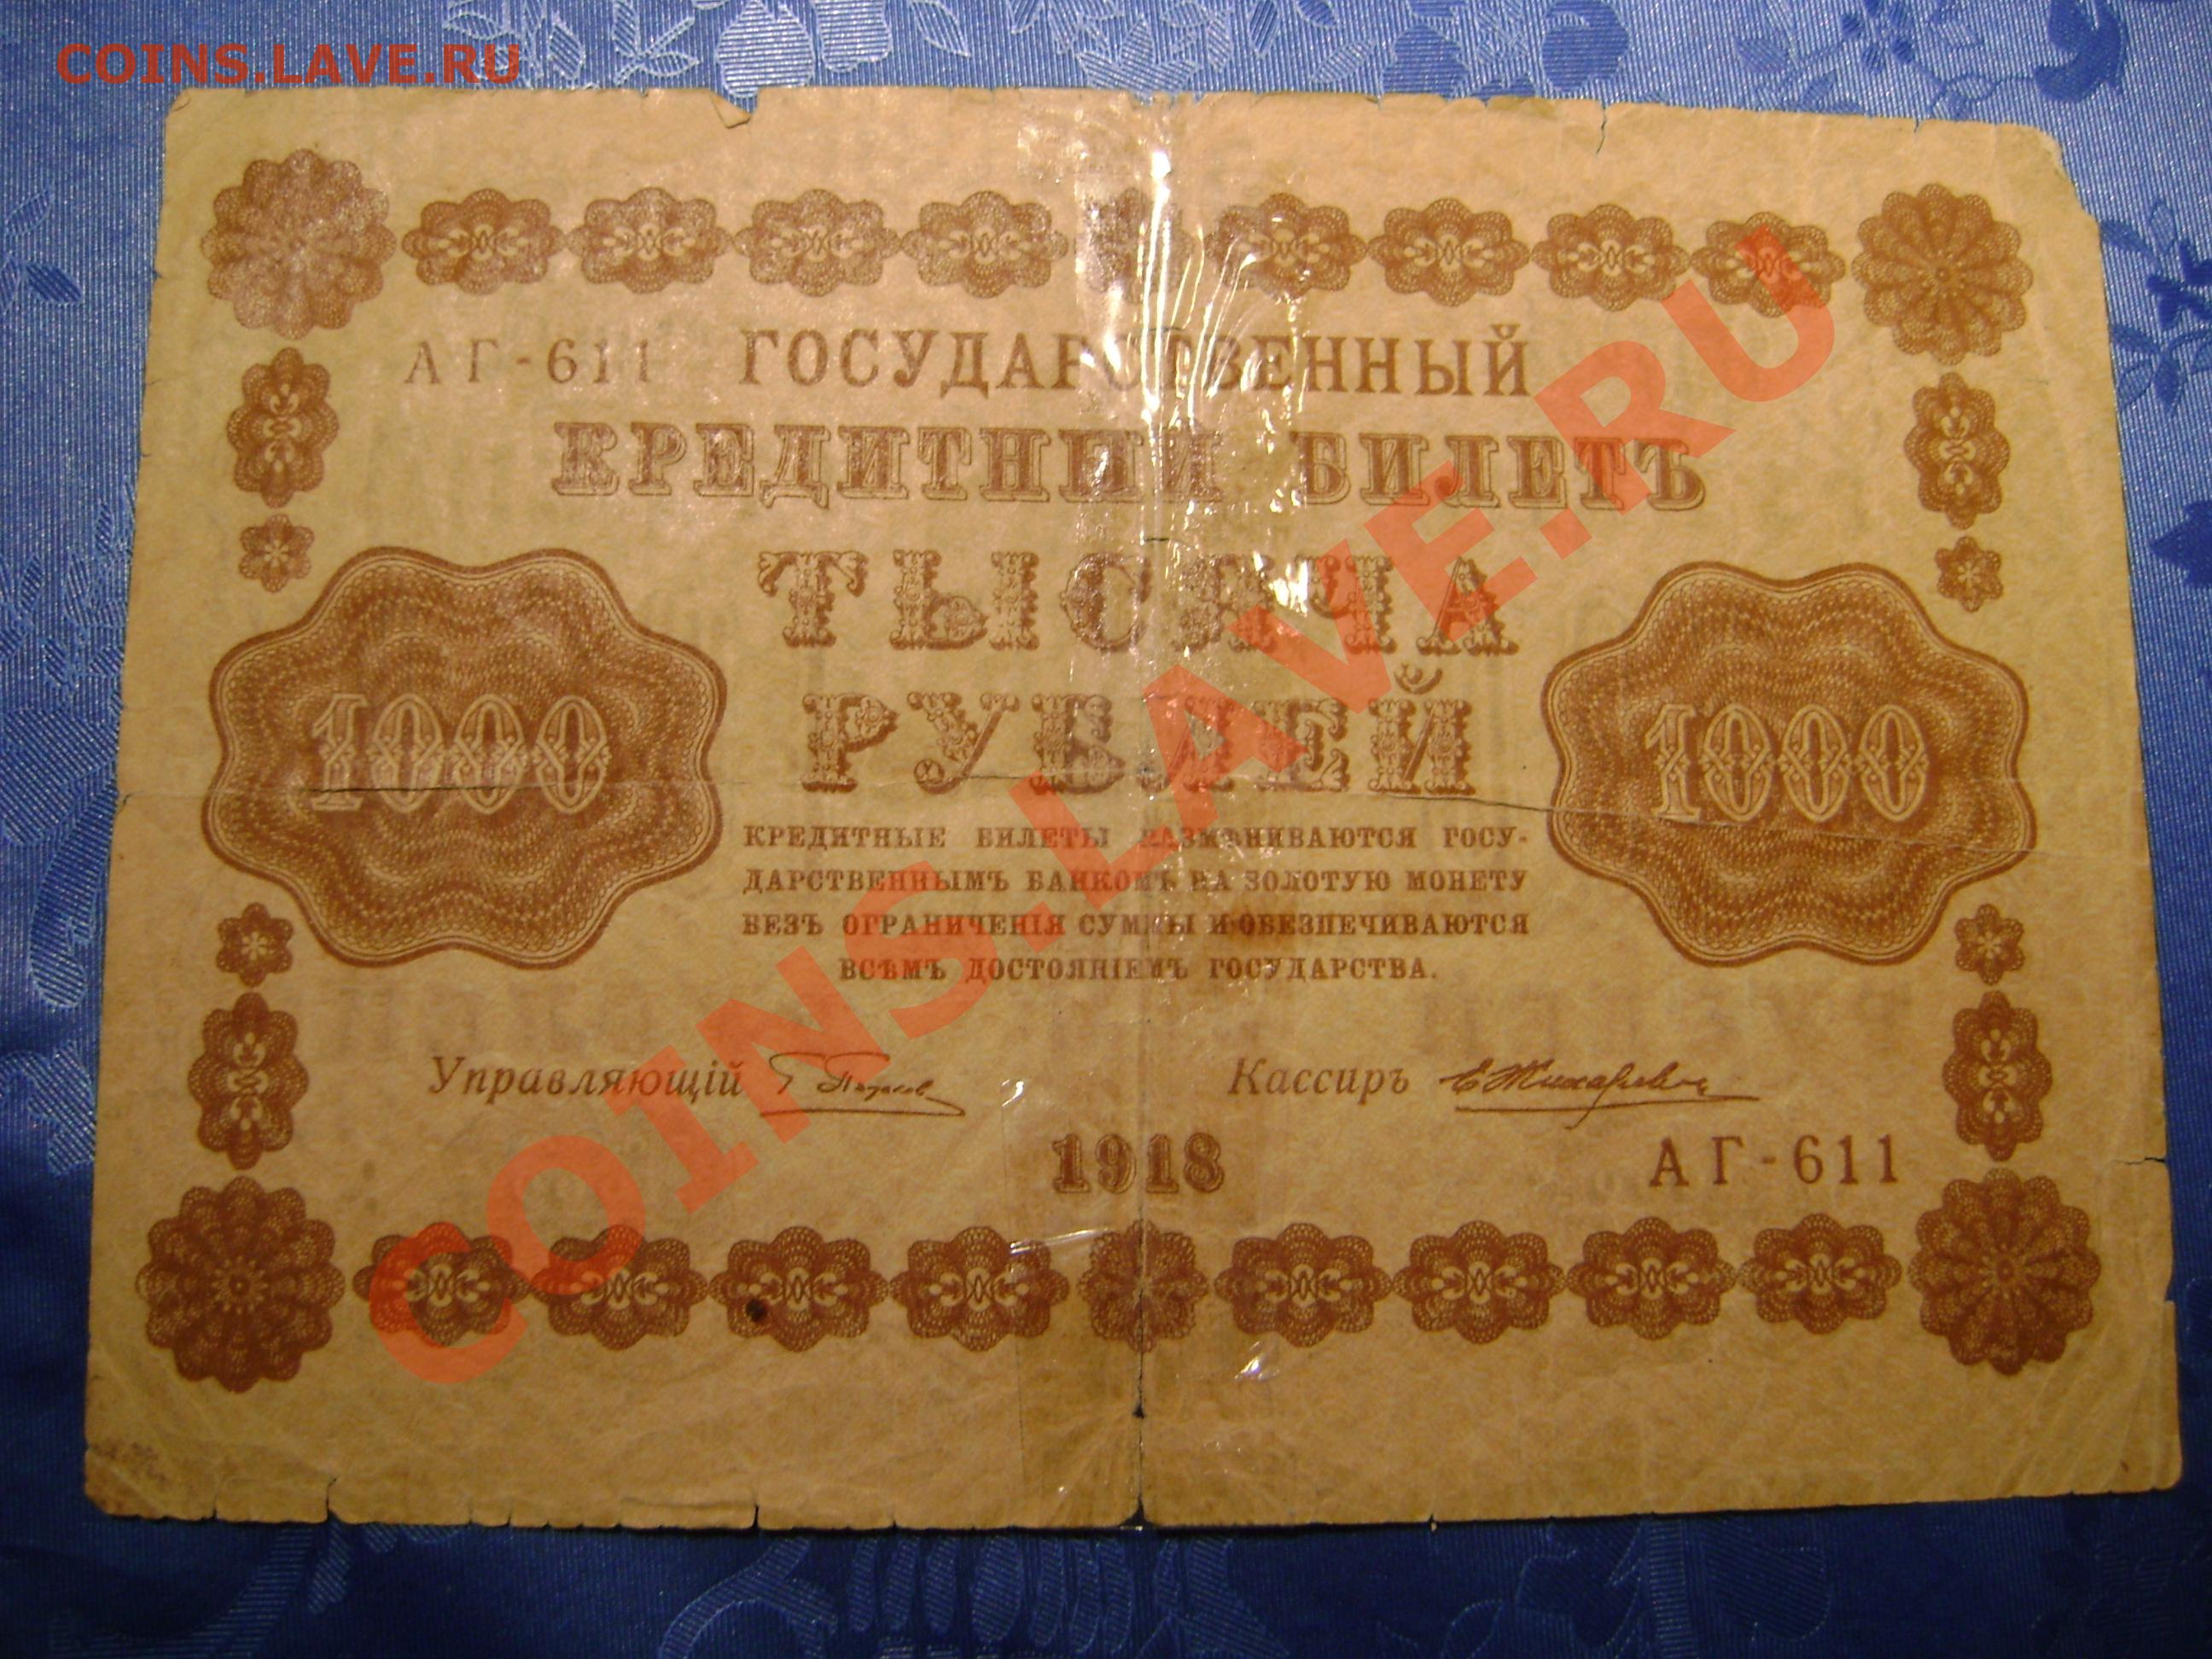 COINS.LAVE.RU
АГ-611 ГОСУДАРСТВЕННЫЙ
КРЕДИТНЫЙ БИЛЕТЪ
ТЫСЯЧА
РУБЛЕЙ
1000
1000
КРЕДИТНЫЕ БИЛЕТЫ РАЗМѢНИВАЮТСЯ ГОСУ-
ДАРСТВЕННЫМЪ БАНКОМЪ НА ЗОЛОТУЮ МОНЕТУ
БЕЗЪ ОГРАНИЧЕНІЯ СУММЫ И ОБЕЗПЕЧИВАЮТСЯ
ВСѢМЪ ДОСТОЯНІЕМЪ ГОСУДАРСТВА.
Управляющій Кассиръ
1918
АГ-611
COINS.LAVE.RU